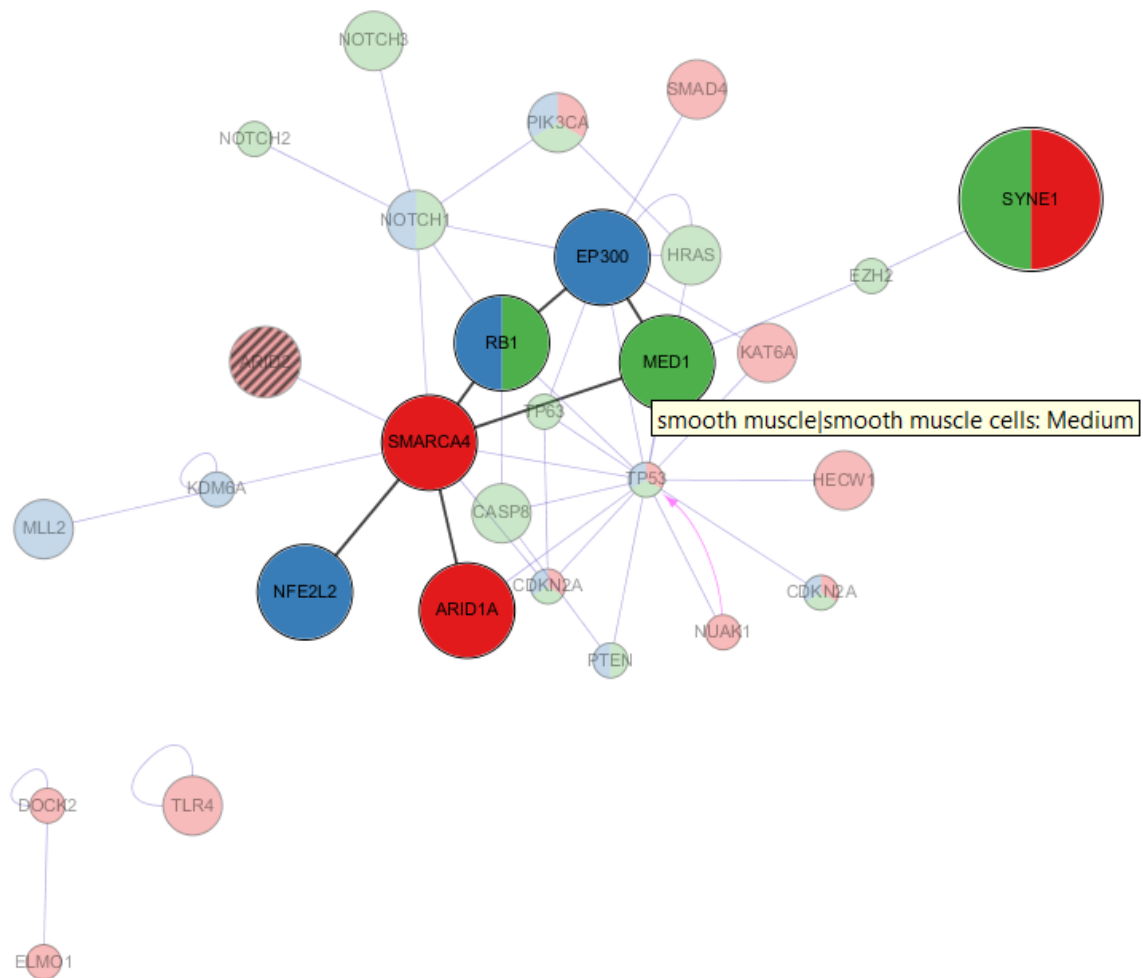 NOTCH3
SMAD4
PIK3CA
NOTCH2
SYNE1
NOTCH1
EP300
HRAS
EZH2
RB1
MED1
KAT6A
ARID2
TP63
smooth muscle|smooth muscle cells: Medium
SMARCA4
TP53
HECW1
KDM6A
CASP8
MLL2
CDKN2A
CDKN2A
NFE2L2
ARID1A
NUAK1
PTEN
DOCK2
TLR4
ELMO1